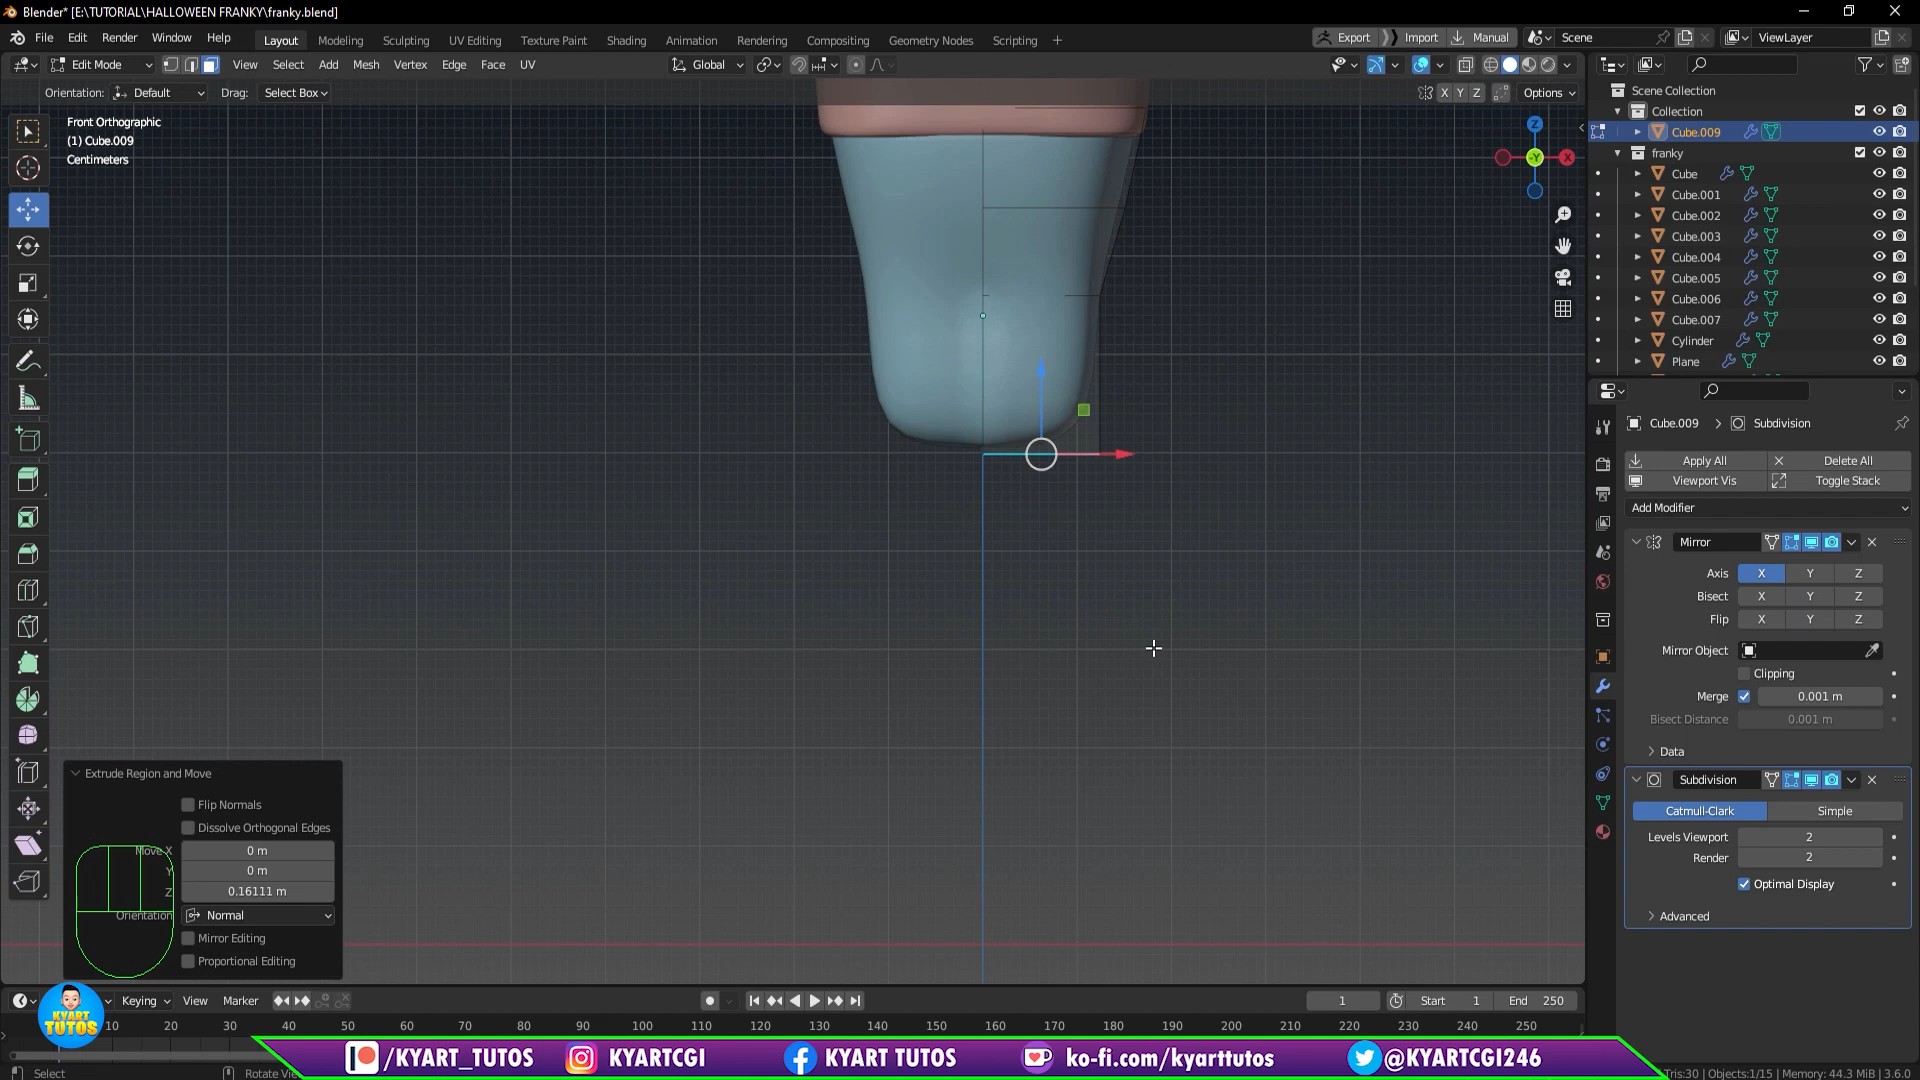 Blender* [E:\TUTORIAL\HALLOWEEN FRANKY\franky.blend]
File Edit Render Window Help
Layout Modeling Sculpting UV Editing Texture Paint Shading Animation Rendering Compositing Geometry Nodes Scripting +
Export Import Manual Scene ViewLayer
Edit Mode View Select Add Mesh Vertex Edge Face UV Global
Orientation: Default Drag: Select Box X Y Z Options
Front Orthographic
(1) Cube.009
Centimeters
Z
-Y
X
Scene Collection
Collection
Cube.009
franky
Cube
Cube.001
Cube.002
Cube.003
Cube.004
Cube.005
Cube.006
Cube.007
Cylinder
Plane
Cube.009 > Subdivision
Apply All Delete All
Viewport Vis Toggle Stack
Add Modifier
Mirror
Axis X Y Z
Bisect X Y Z
Flip X Y Z
Mirror Object
Clipping
Merge 0.001 m
Bisect Distance 0.001 m
Data
Subdivision
Catmull-Clark Simple
Levels Viewport 2
Render 2
Optimal Display
Advanced
Extrude Region and Move
Flip Normals
Dissolve Orthogonal Edges
Move X 0 m
Y 0 m
Z 0.16111 m
Orientation Normal
Mirror Editing
Proportional Editing
Keying View Marker 1 Start 1 End 250
10 20 30 40 50 60 70 80 90 100 110 120 130 140 150 160 170 180 190 200 210 220 230 240 250
KYART
TUTOS
/KYART_TUTOS KYARTCGI KYART TUTOS ko-fi.com/kyarttutos @KYARTCGI246
Select Rotate Vie Tris:30 | Objects:1/15 | Memory: 44.3 MiB | 3.6.0